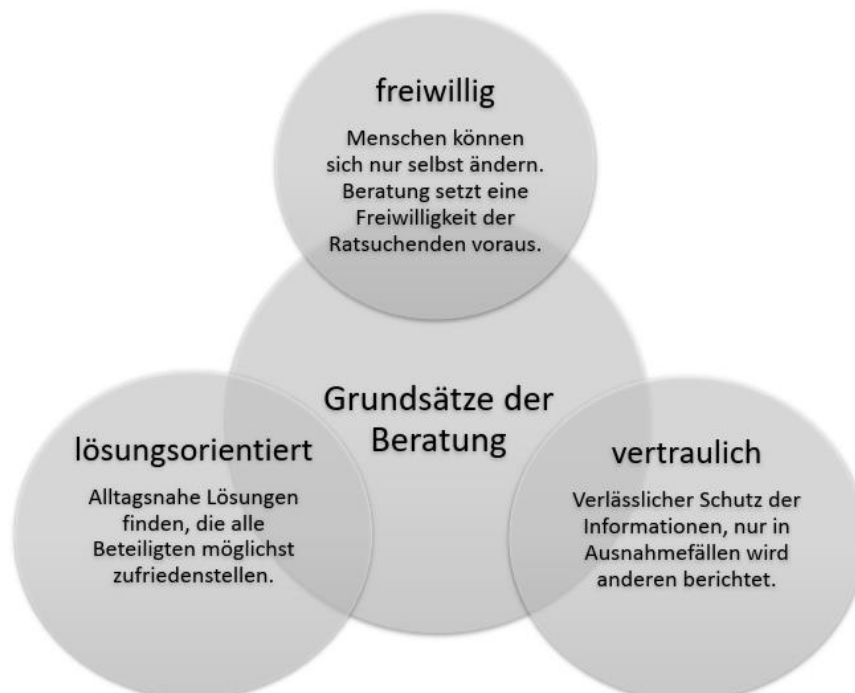 freiwillig
Menschen können
sich nur selbst ändern.
Beratung setzt eine
Freiwilligkeit der
Ratsuchenden voraus.
Grundsätze der
Beratung
lösungsorientiert
Alltagsnahe Lösungen
finden, die alle
Beteiligten möglichst
zufriedenstellen.
vertraulich
Verlässlicher Schutz der
Informationen, nur in
Ausnahmefällen wird
anderen berichtet.